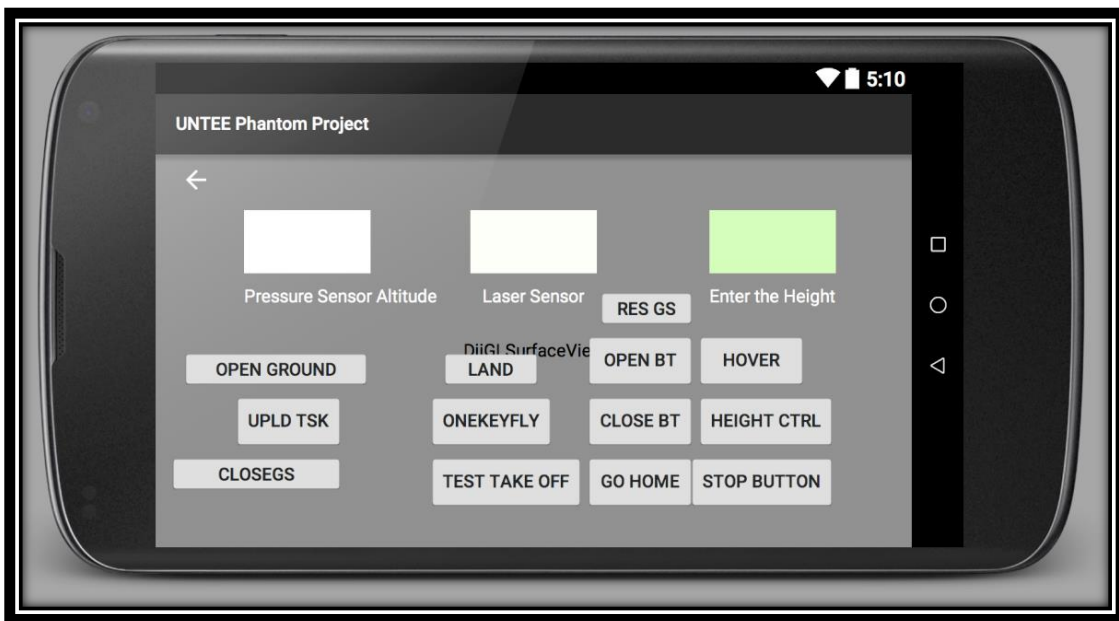 5:10
UNTEE Phantom Project
Pressure Sensor Altitude
Laser Sensor
Enter the Height
RES GS
DjiGLSurfaceVie
OPEN GROUND
LAND
OPEN BT
HOVER
UPLD TSK
ONEKEYFLY
CLOSE BT
HEIGHT CTRL
CLOSEGS
TEST TAKE OFF
GO HOME
STOP BUTTON